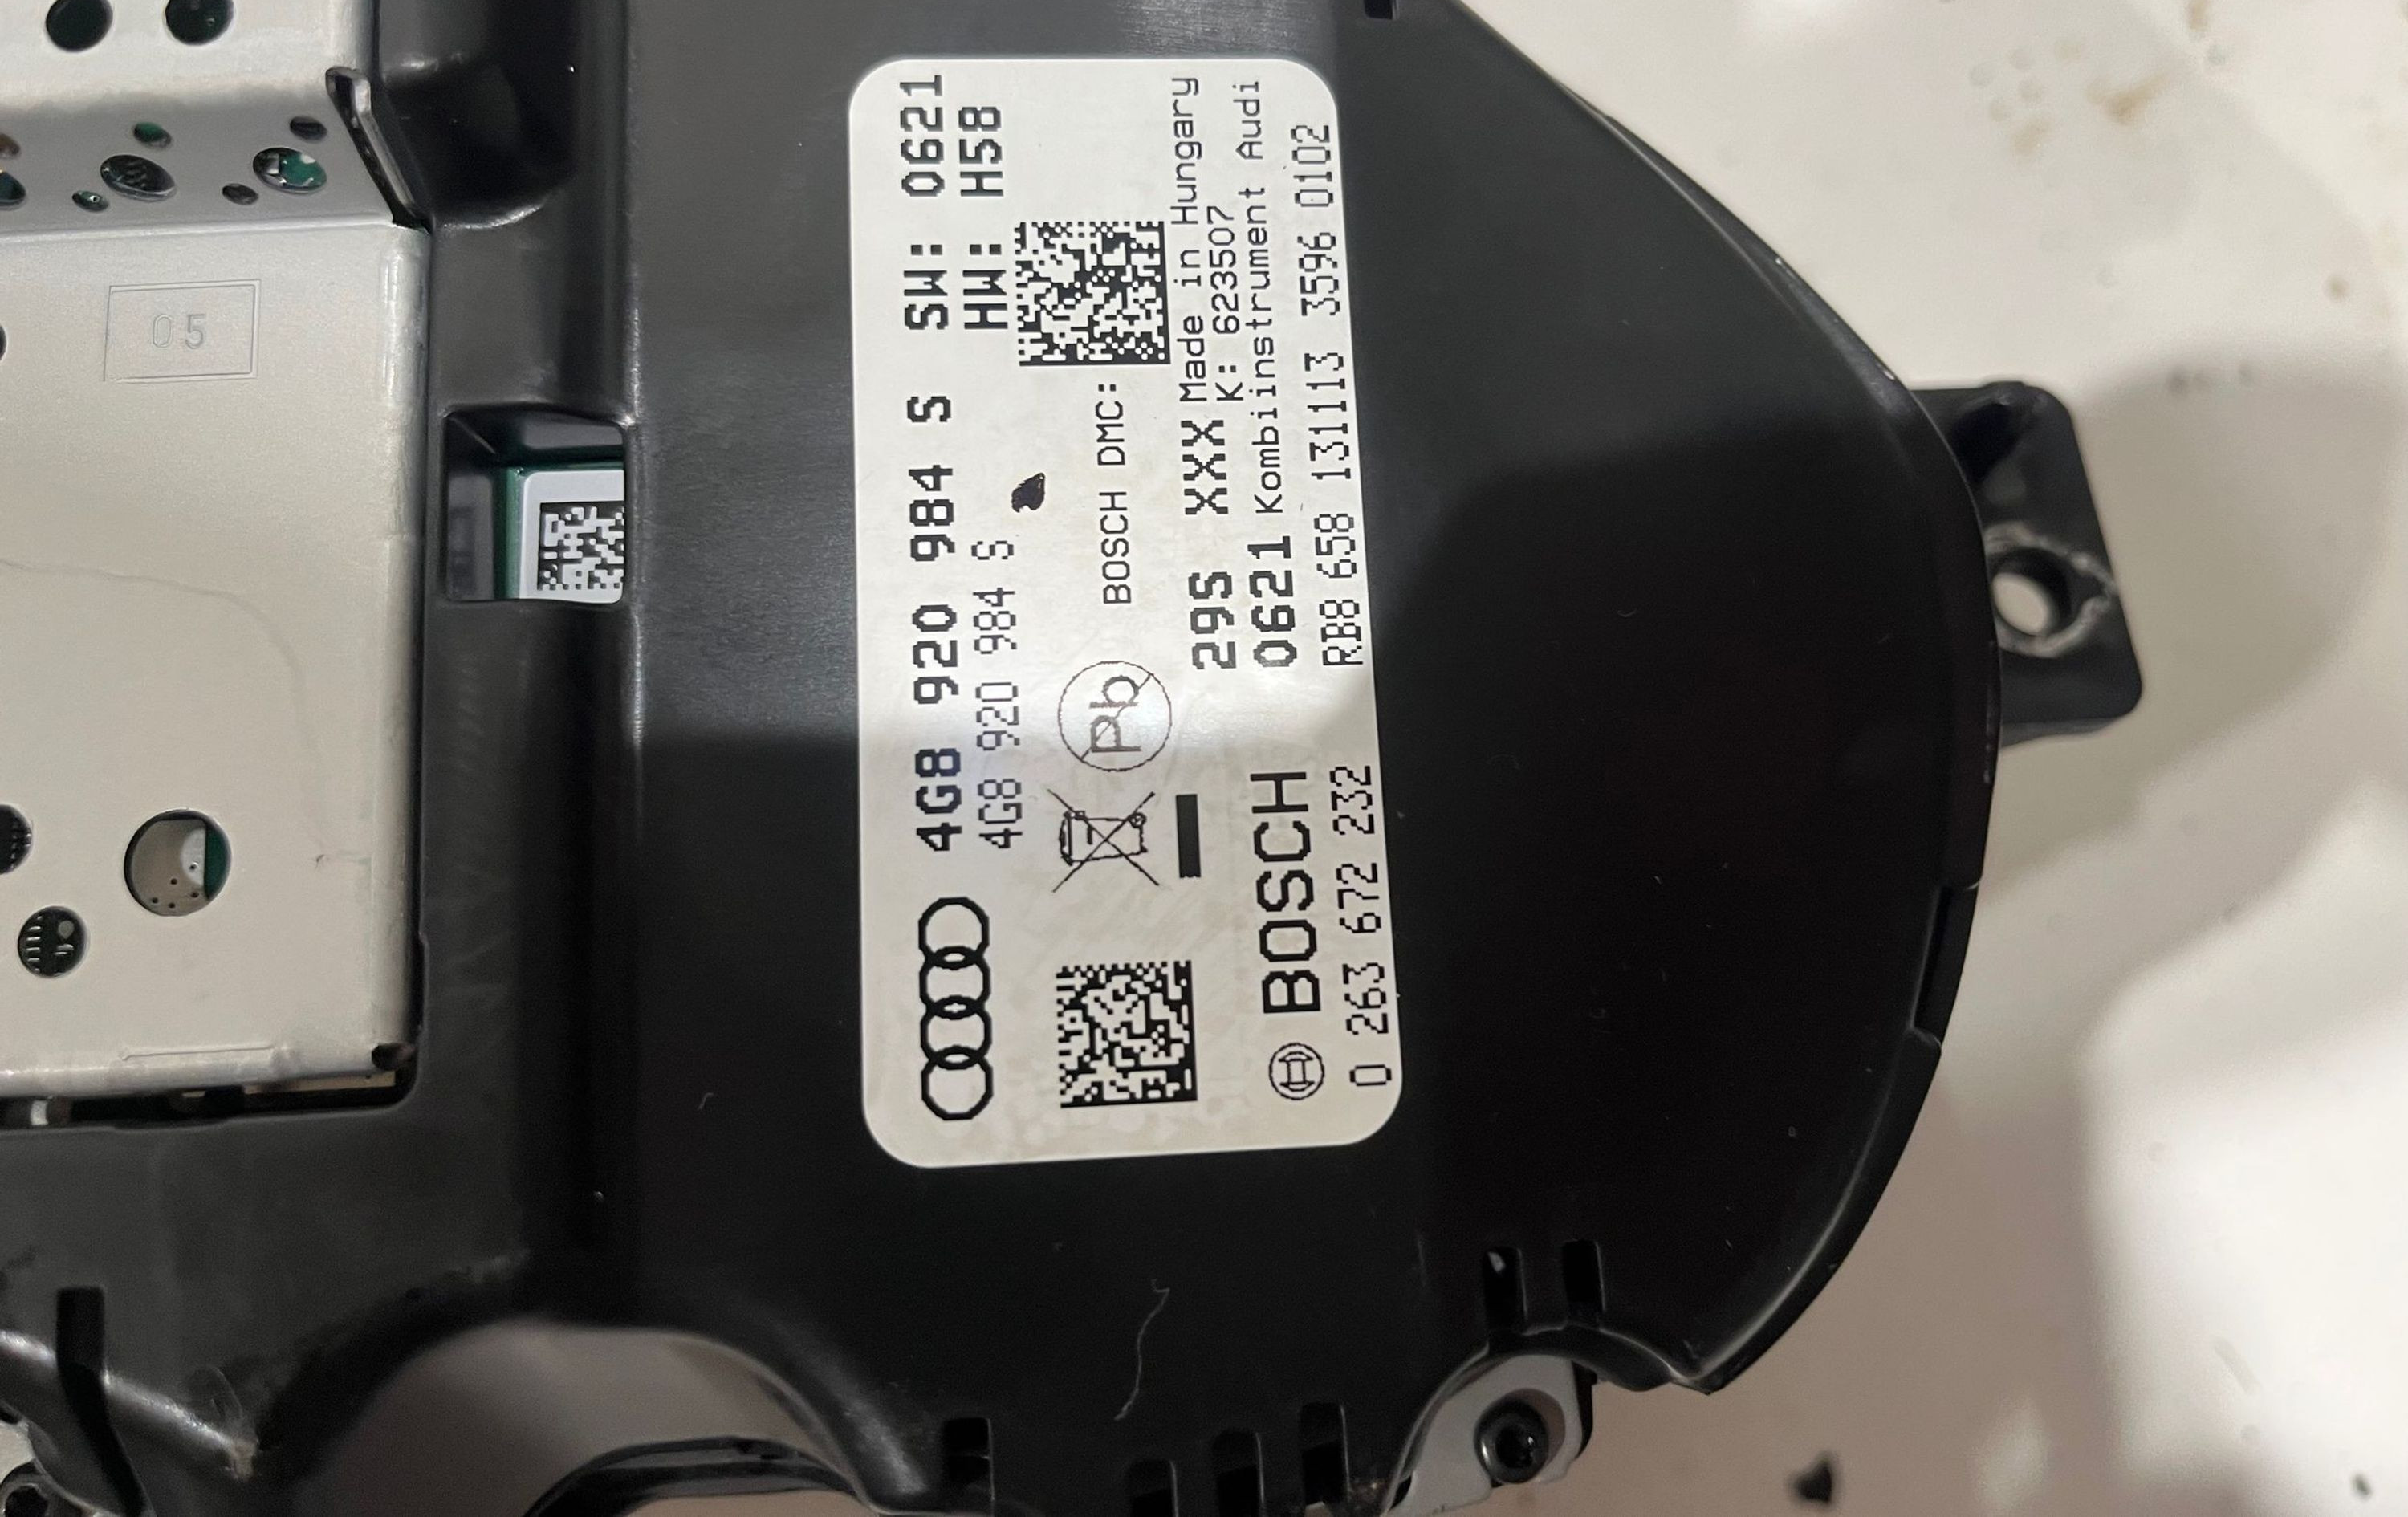 4G8 920 984 S SW: 0621
4G8 920 984 S HW: H58
Pb
BOSCH DMC:
29S XXX Made in Hungary
K: 623507
BOSCH 0621 Kombiinstrument Audi
0 263 672 232 RB8 658 131113 3596 0102
05